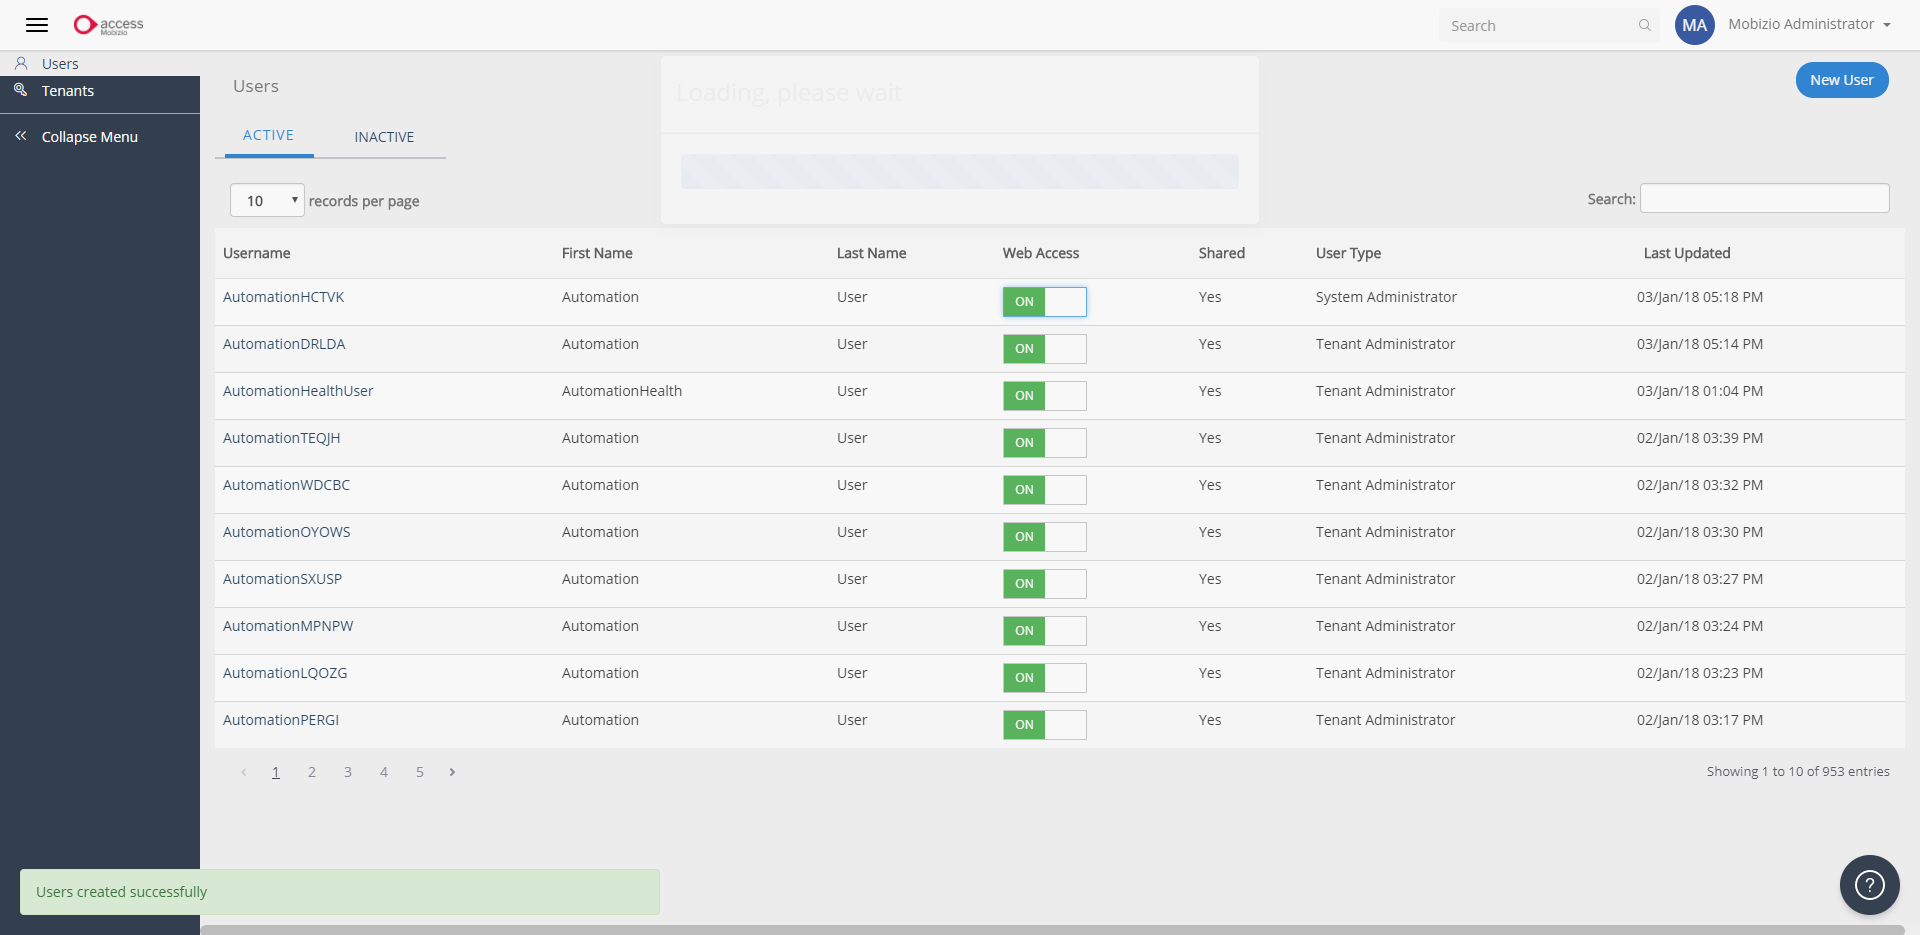 access
Mobizio
Search
MA
Mobizio Administrator
Users
Tenants
Collapse Menu
Users
Loading, please wait
New User
ACTIVE
INACTIVE
10
records per page
Search:
Username First Name Last Name Web Access Shared User Type Last Updated
AutomationHCTVK Automation User ON Yes System Administrator 03/Jan/18 05:18 PM
AutomationDRLDA Automation User ON Yes Tenant Administrator 03/Jan/18 05:14 PM
AutomationHealthUser AutomationHealth User ON Yes Tenant Administrator 03/Jan/18 01:04 PM
AutomationTEQJH Automation User ON Yes Tenant Administrator 02/Jan/18 03:39 PM
AutomationWDCBC Automation User ON Yes Tenant Administrator 02/Jan/18 03:32 PM
AutomationOYOWS Automation User ON Yes Tenant Administrator 02/Jan/18 03:30 PM
AutomationSXUSP Automation User ON Yes Tenant Administrator 02/Jan/18 03:27 PM
AutomationMPNPW Automation User ON Yes Tenant Administrator 02/Jan/18 03:24 PM
AutomationLQOZG Automation User ON Yes Tenant Administrator 02/Jan/18 03:23 PM
AutomationPERGI Automation User ON Yes Tenant Administrator 02/Jan/18 03:17 PM
1 2 3 4 5
Showing 1 to 10 of 953 entries
Users created successfully
?